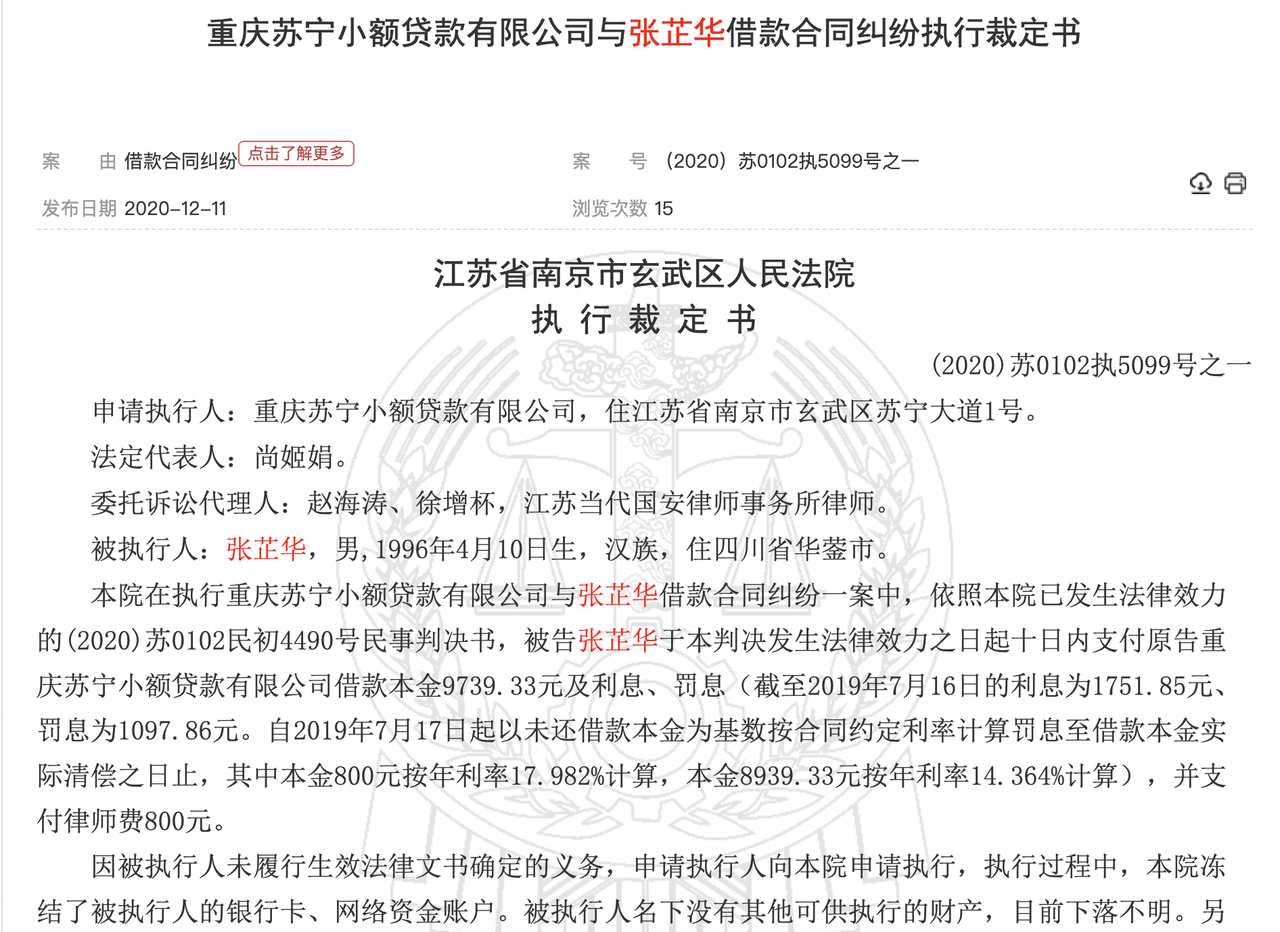 重庆苏宁小额贷款有限公司与张芷华借款合同纠纷执行裁定书
案 由 借款合同纠纷 点击了解更多 案 号 (2020) 苏0102执5099号之一
发布日期 2020-12-11 浏览次数 15
江苏省南京市玄武区人民法院
执 行 裁 定 书
(2020)苏0102执5099号之一
申请执行人：重庆苏宁小额贷款有限公司，住江苏省南京市玄武区苏宁大道1号。
法定代表人：尚姬娟。
委托诉讼代理人：赵海涛、徐增杯，江苏当代国安律师事务所律师。
被执行人：张芷华，男,1996年4月10日生，汉族，住四川省华蓥市。
本院在执行重庆苏宁小额贷款有限公司与张芷华借款合同纠纷一案中，依照本院已发生法律效力
的(2020)苏0102民初4490号民事判决书，被告张芷华于本判决发生法律效力之日起十日内支付原告重
庆苏宁小额贷款有限公司借款本金9739.33元及利息、罚息（截至2019年7月16日的利息为1751.85元、
罚息为1097.86元。自2019年7月17日起以未还借款本金为基数按合同约定利率计算罚息至借款本金实
际清偿之日止，其中本金800元按年利率17.982%计算，本金8939.33元按年利率14.364%计算），并支
付律师费800元。
因被执行人未履行生效法律文书确定的义务，申请执行人向本院申请执行，执行过程中，本院冻
结了被执行人的银行卡、网络资金账户。被执行人名下没有其他可供执行的财产，目前下落不明。另